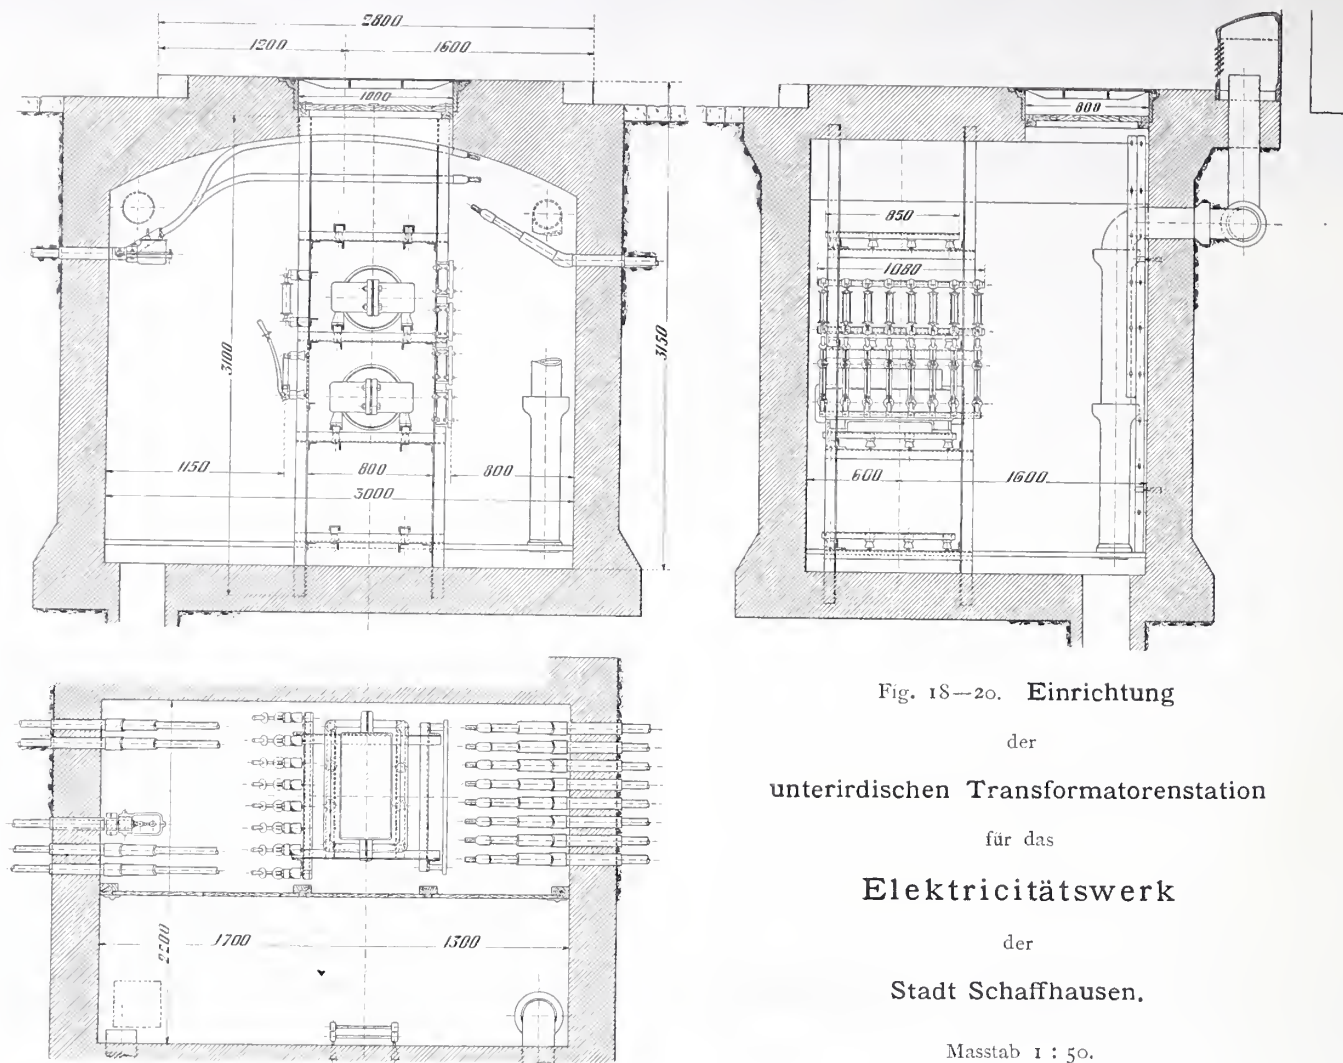 2800
1200 1600
1000
3100
3150
1150 800 800
3000
800
850
1080
600 1600
2200
1700 1300
Fig. 18—20. Einrichtung
der
unterirdischen Transformatorenstation
für das
Elektricitätswerk
der
Stadt Schaffhausen.
Masstab 1 : 50.